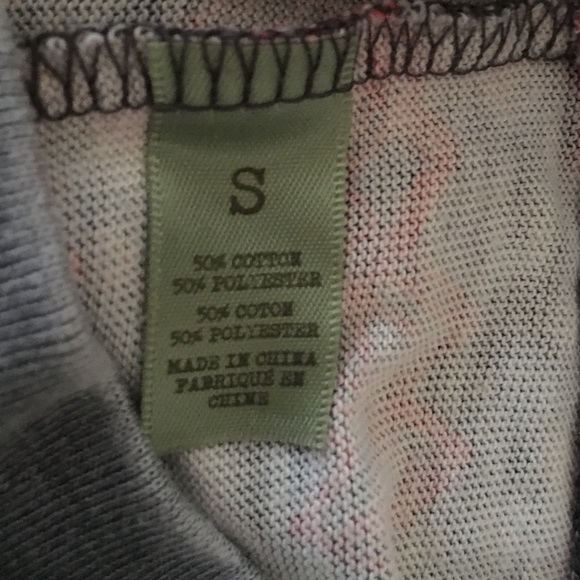 S
50% COTTON
50% POLYESTER
50% COTON
50% POLYESTER
MADE IN CHINA
FABRIQUÉ EN
CHINE